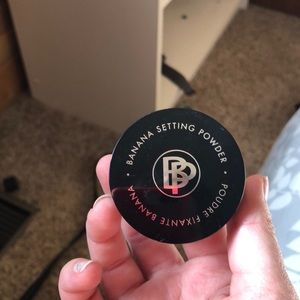 • BANANA SETTING POWDER •
POUDRE FIXANTE BANANA
BP